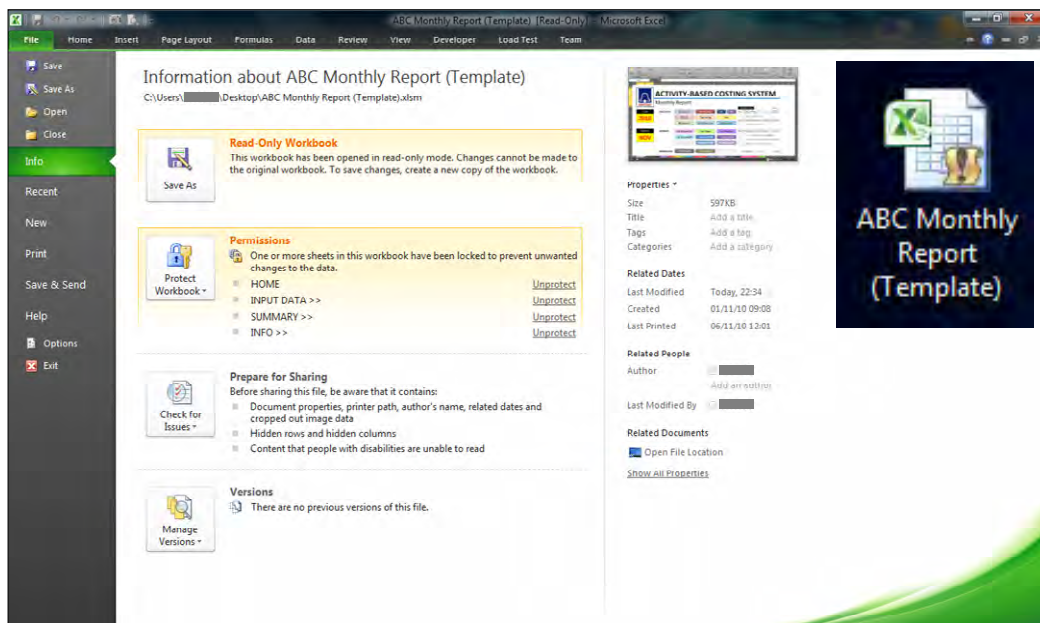 ABC Monthly Report (Template) [Read-Only] - Microsoft Excel
File Home Insert Page Layout Formulas Data Review View Developer Load Test Team
Save
Save As
Open
Close
Info
Recent
New
Print
Save & Send
Help
Options
Exit
Information about ABC Monthly Report (Template)
C:\Users\ \Desktop\ABC Monthly Report (Template).xlsm
Save As
Read-Only Workbook
This workbook has been opened in read-only mode. Changes cannot be made to
the original workbook. To save changes, create a new copy of the workbook.
Protect
Workbook
Permissions
One or more sheets in this workbook have been locked to prevent unwanted
changes to the data.
HOME Unprotect
INPUT DATA >> Unprotect
SUMMARY >> Unprotect
INFO >> Unprotect
Check for
Issues
Prepare for Sharing
Before sharing this file, be aware that it contains:
Document properties, printer path, author's name, related dates and
cropped out image data
Hidden rows and hidden columns
Content that people with disabilities are unable to read
Manage
Versions
Versions
There are no previous versions of this file.
ACTIVITY-BASED COSTING SYSTEM
Monthly Report
Properties
Size 597KB
Title Add a title
Tags Add a tag
Categories Add a category
Related Dates
Last Modified Today, 22:34
Created 01/11/10 09:08
Last Printed 06/11/10 12:01
Related People
Author
Add an author
Last Modified By
Related Documents
Open File Location
Show All Properties
ABC Monthly
Report
(Template)